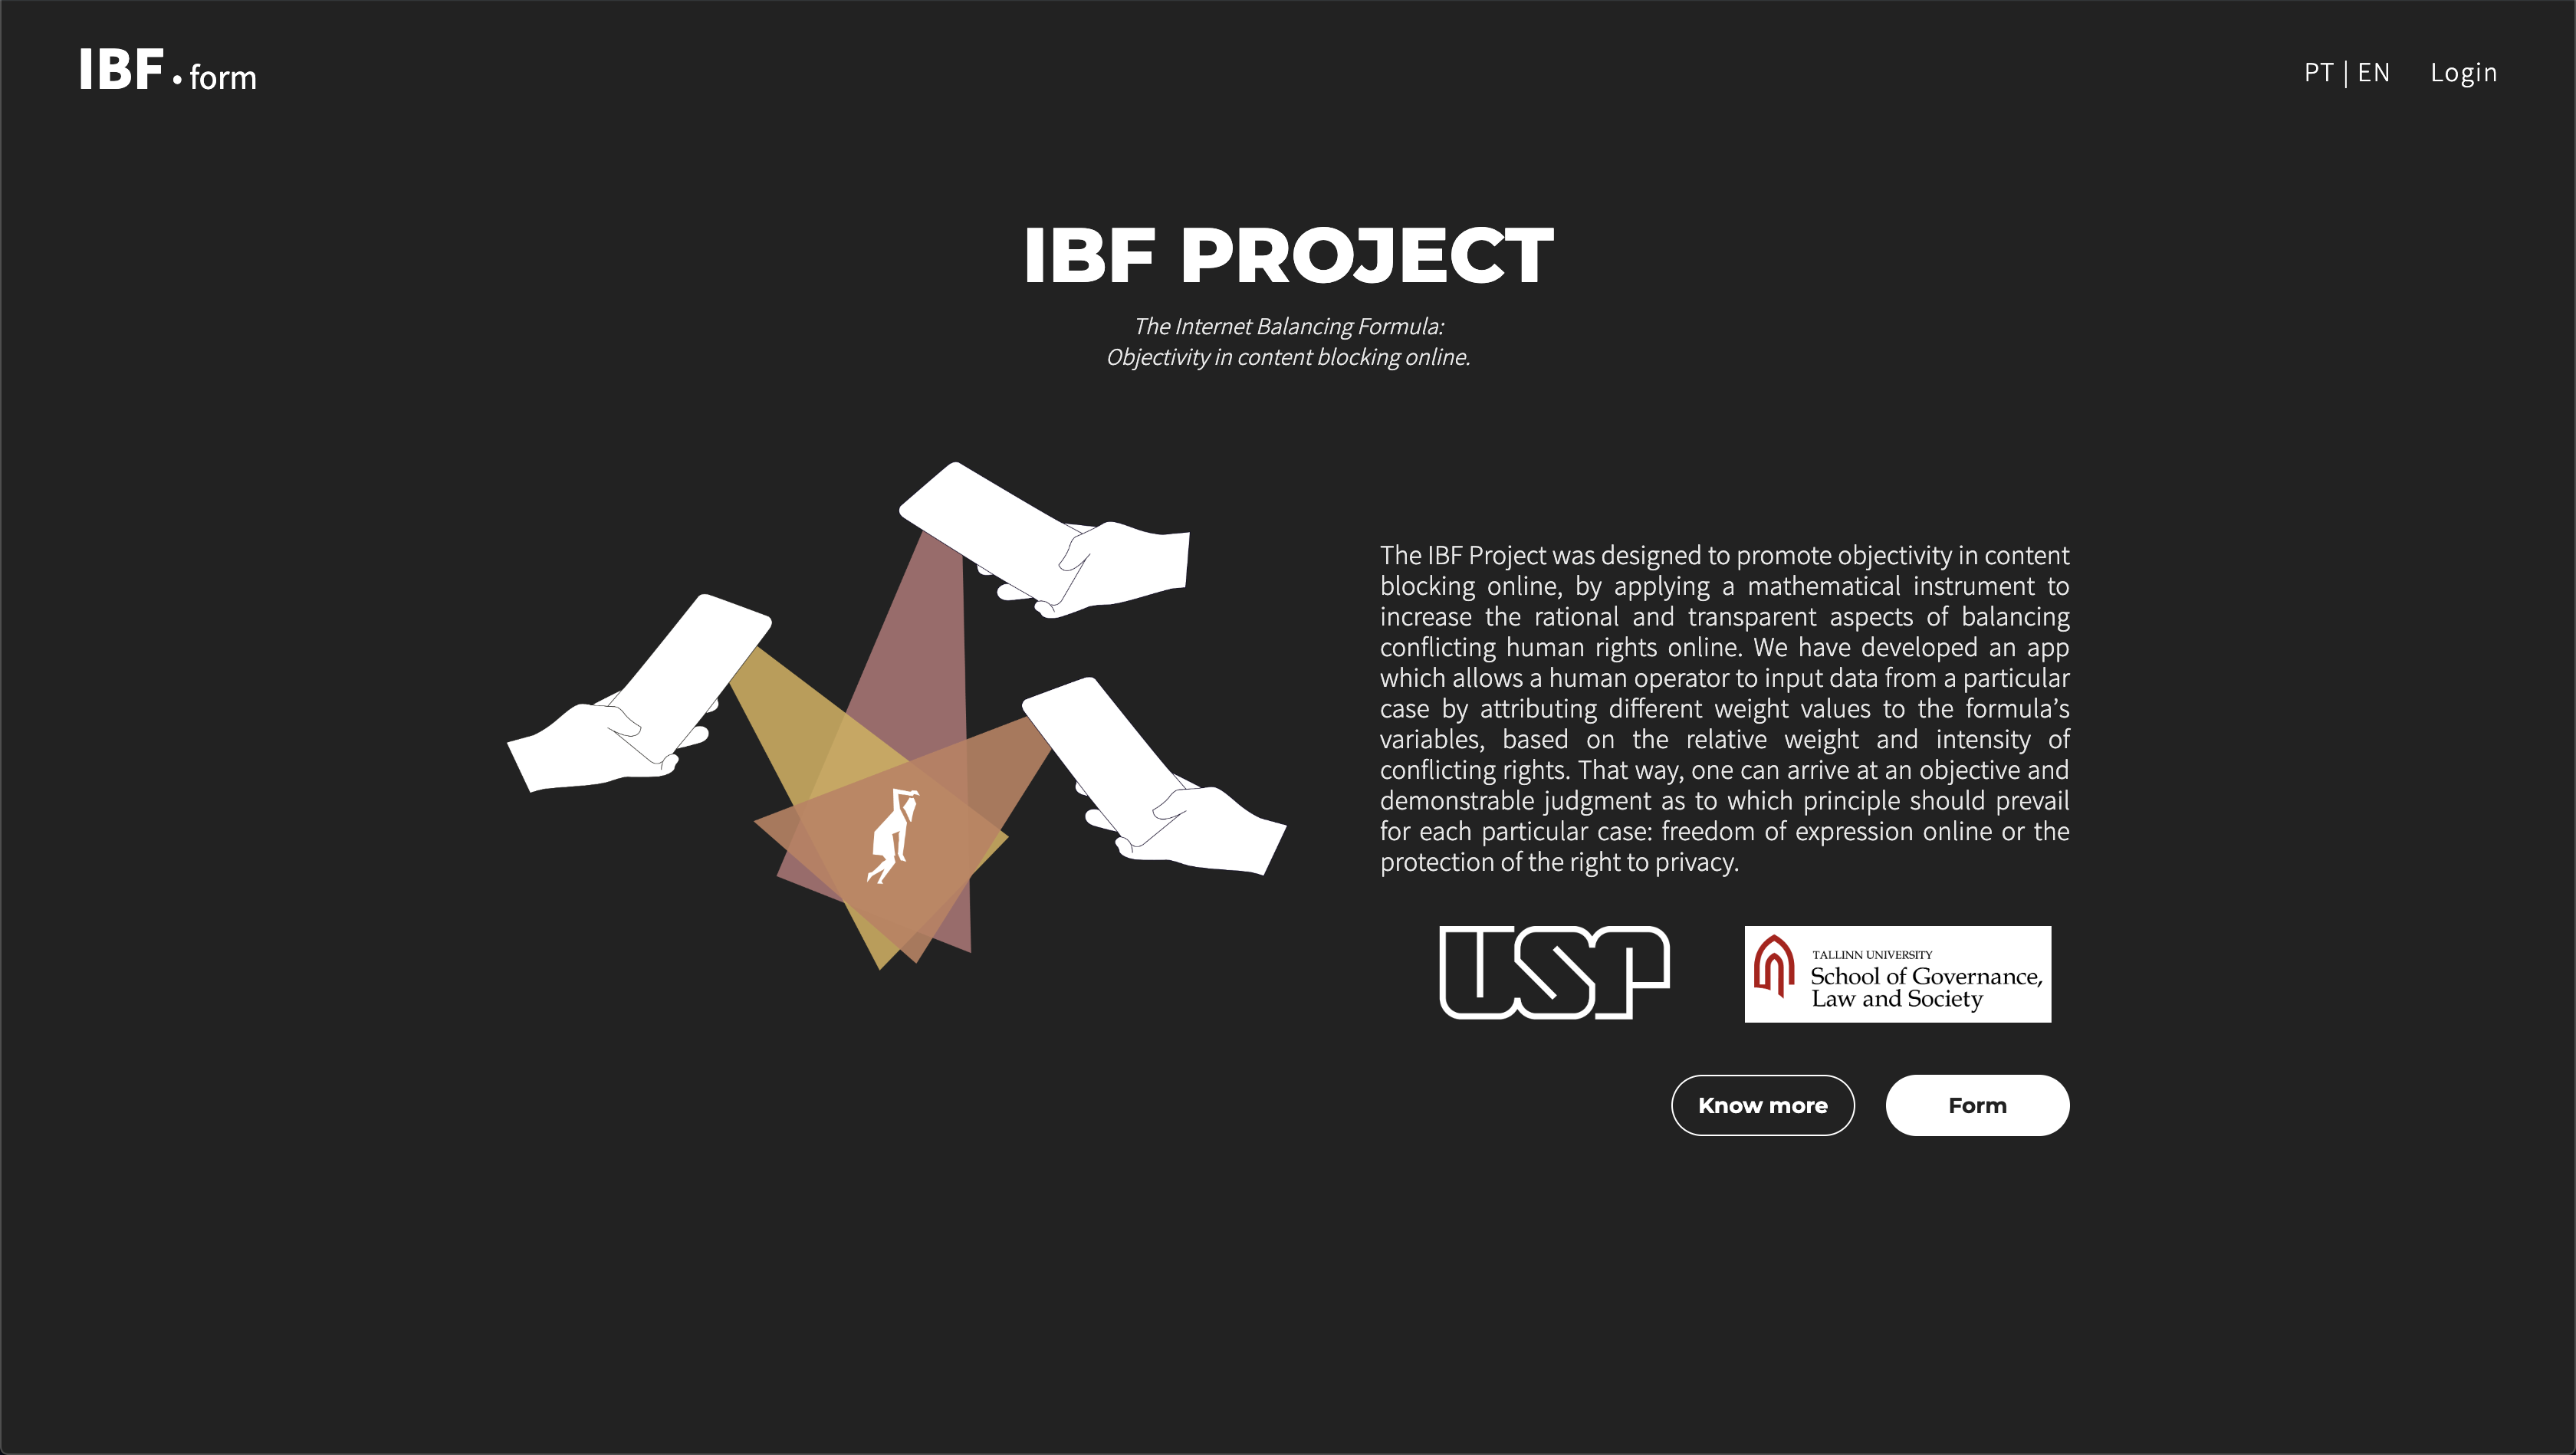 IBF . form
PT | EN Login
IBF PROJECT
The Internet Balancing Formula:
Objectivity in content blocking online.
The IBF Project was designed to promote objectivity in content
blocking online, by applying a mathematical instrument to
increase the rational and transparent aspects of balancing
conflicting human rights online. We have developed an app
which allows a human operator to input data from a particular
case by attributing different weight values to the formula’s
variables, based on the relative weight and intensity of
conflicting rights. That way, one can arrive at an objective and
demonstrable judgment as to which principle should prevail
for each particular case: freedom of expression online or the
protection of the right to privacy.
USP
TALLINN UNIVERSITY
School of Governance,
Law and Society
Know more
Form